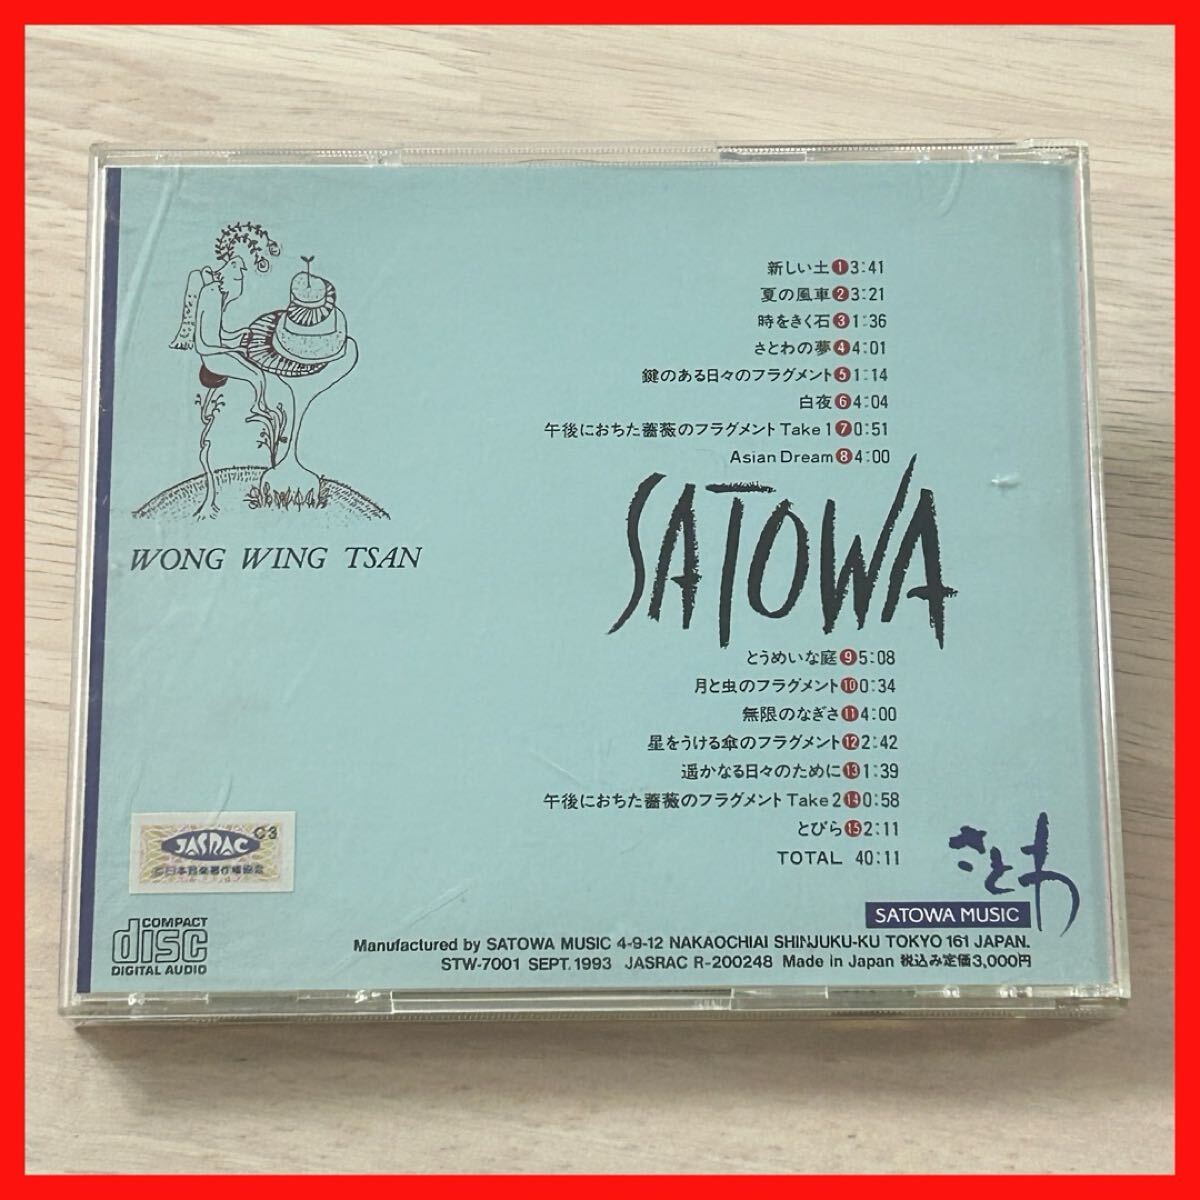 新しい土 1 3:41
夏の風車 2 3:21
時をきく石 3 1:36
さとわの夢 4 4:01
鍵のある日々のフラグメント 5 1:14
白夜 6 4:04
午後におちた薔薇のフラグメント Take 1 7 0:51
Asian Dream 8 4:00
WONG WING TSAN
SATOWA
とうめいな庭 9 5:08
月と虫のフラグメント 10 0:34
無限のなぎさ 11 4:00
星をうける傘のフラグメント 12 2:42
遥かなる日々のために 13 1:39
午後におちた薔薇のフラグメント Take 2 14 0:58
とびら 15 2:11
TOTAL 40:11
C3
JASRAC
©日本音楽著作権協会
さとわ
SATOWA MUSIC
COMPACT
disc
DIGITAL AUDIO
Manufactured by SATOWA MUSIC 4-9-12 NAKAOCHIAI SHINJUKU-KU TOKYO 161 JAPAN.
STW-7001 SEPT. 1993 JASRAC R-200248 Made in Japan 税込み定価3,000円